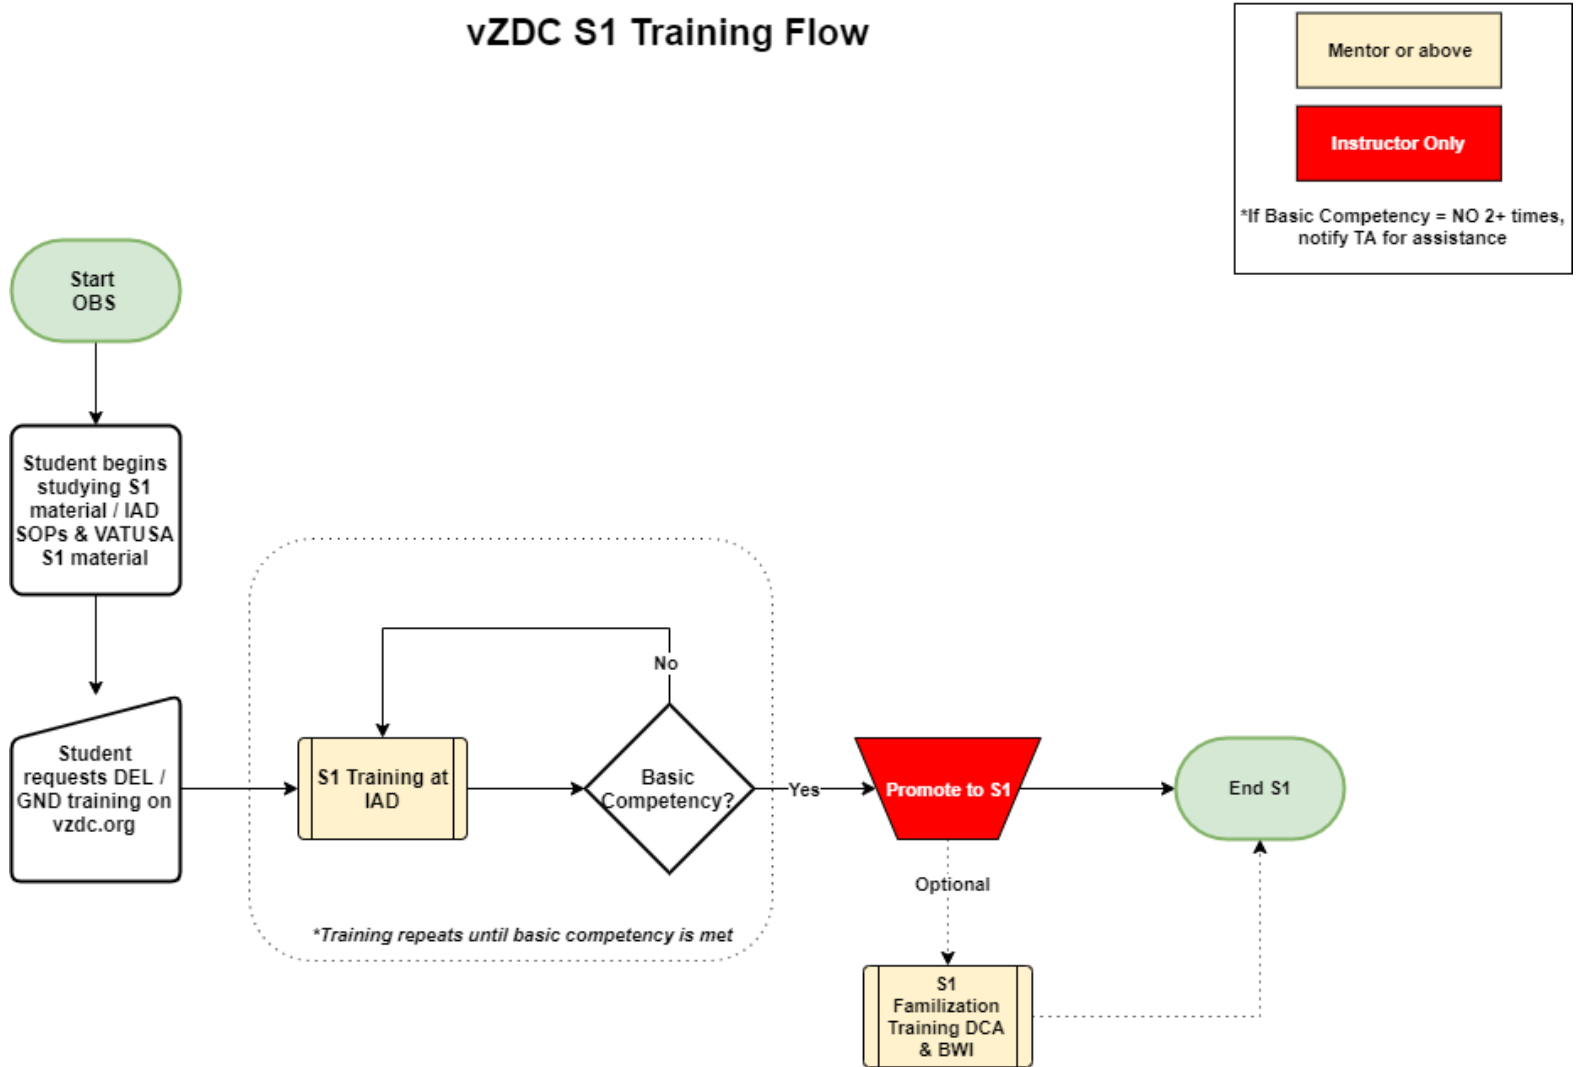 vZDC S1 Training Flow
Mentor or above
Instructor Only
*If Basic Competency = NO 2+ times,
notify TA for assistance
Start
OBS
Student begins
studying S1
material / IAD
SOPs & VATUSA
S1 material
Student
requests DEL /
GND training on
vzdc.org
No
S1 Training at
IAD
Basic
Competency?
Yes
Promote to S1
End S1
Optional
*Training repeats until basic competency is met
S1
Familization
Training DCA
& BWI